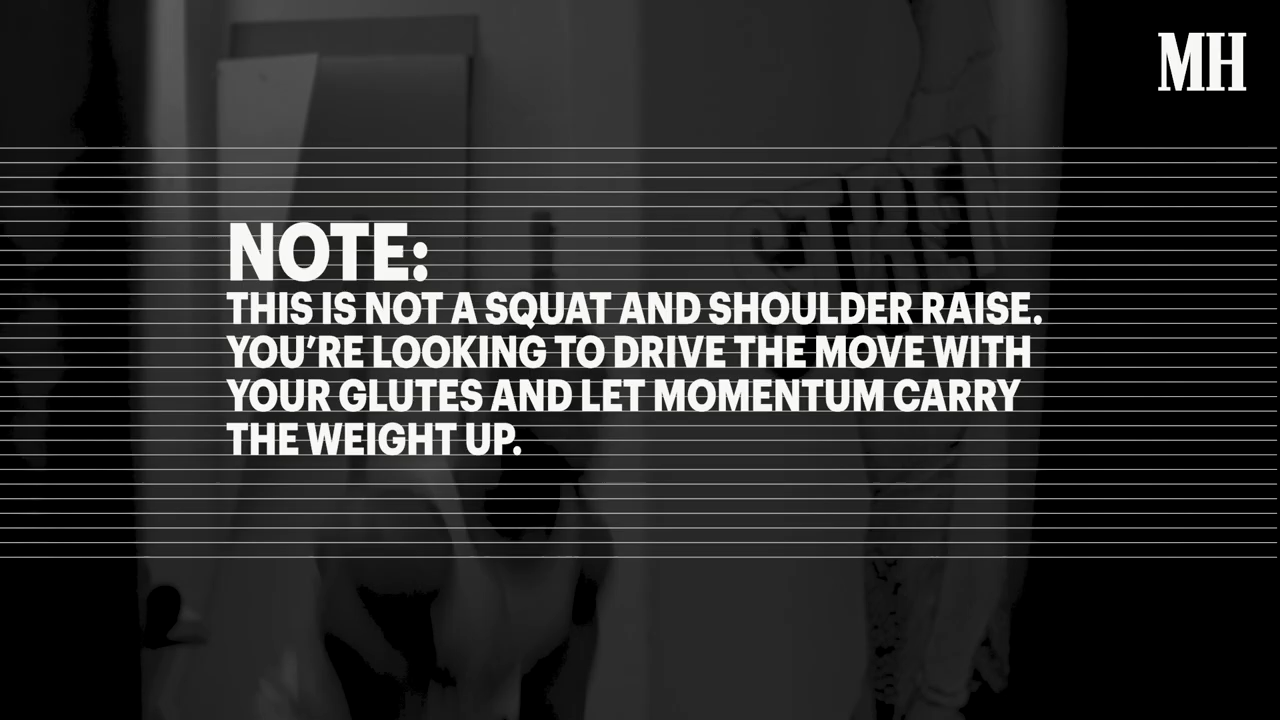 MH
NOTE:
THIS IS NOT A SQUAT AND SHOULDER RAISE.
YOU’RE LOOKING TO DRIVE THE MOVE WITH
YOUR GLUTES AND LET MOMENTUM CARRY
THE WEIGHT UP.